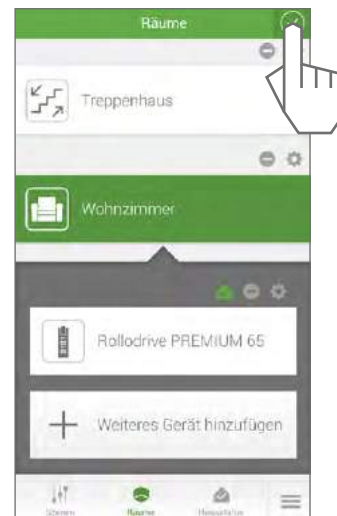 Räume
Treppenhaus
Wohnzimmer
Rollodrive PREMIUM 65
Weiteres Gerät hinzufügen
Räume